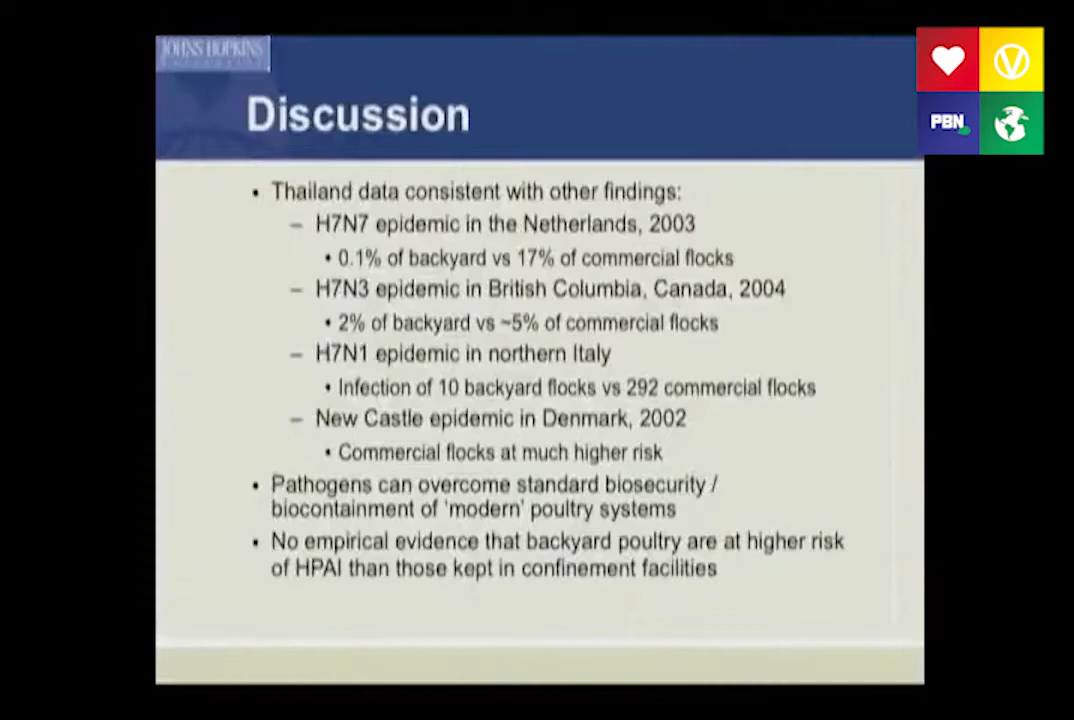 JOHNS HOPKINS
Discussion
PBN
• Thailand data consistent with other findings:
– H7N7 epidemic in the Netherlands, 2003
• 0.1% of backyard vs 17% of commercial flocks
– H7N3 epidemic in British Columbia, Canada, 2004
• 2% of backyard vs ~5% of commercial flocks
– H7N1 epidemic in northern Italy
• Infection of 10 backyard flocks vs 292 commercial flocks
– New Castle epidemic in Denmark, 2002
• Commercial flocks at much higher risk
• Pathogens can overcome standard biosecurity /
biocontainment of 'modern' poultry systems
• No empirical evidence that backyard poultry are at higher risk
of HPAI than those kept in confinement facilities